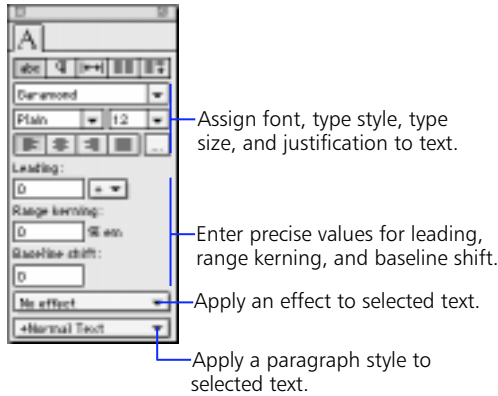 A
abc ¶
Garamond
Plain 12
...
Leading:
0 +
Range kerning:
0 % em
Baseline shift:
0
No effect
+Normal Text
Assign font, type style, type
size, and justification to text.
Enter precise values for leading,
range kerning, and baseline shift.
Apply an effect to selected text.
Apply a paragraph style to
selected text.